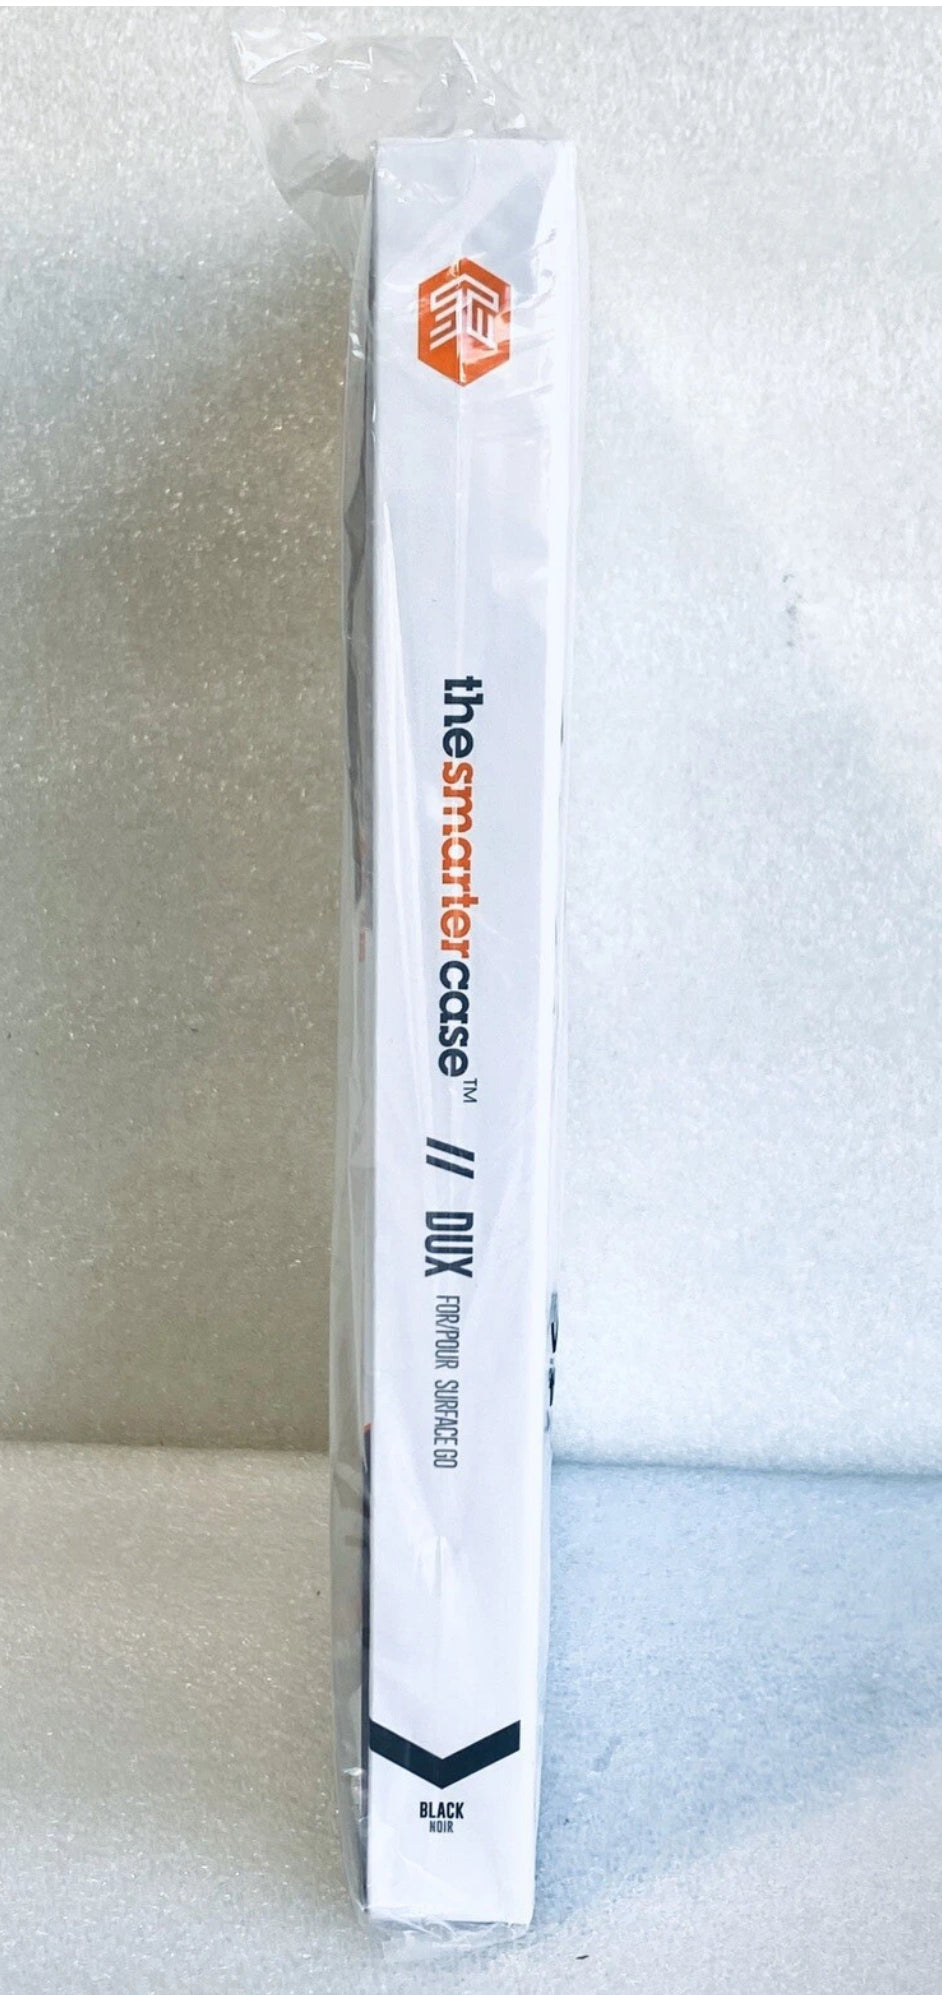 thesmartercase™ // DUX FOR/POUR SURFACE GO
BLACK
NOIR